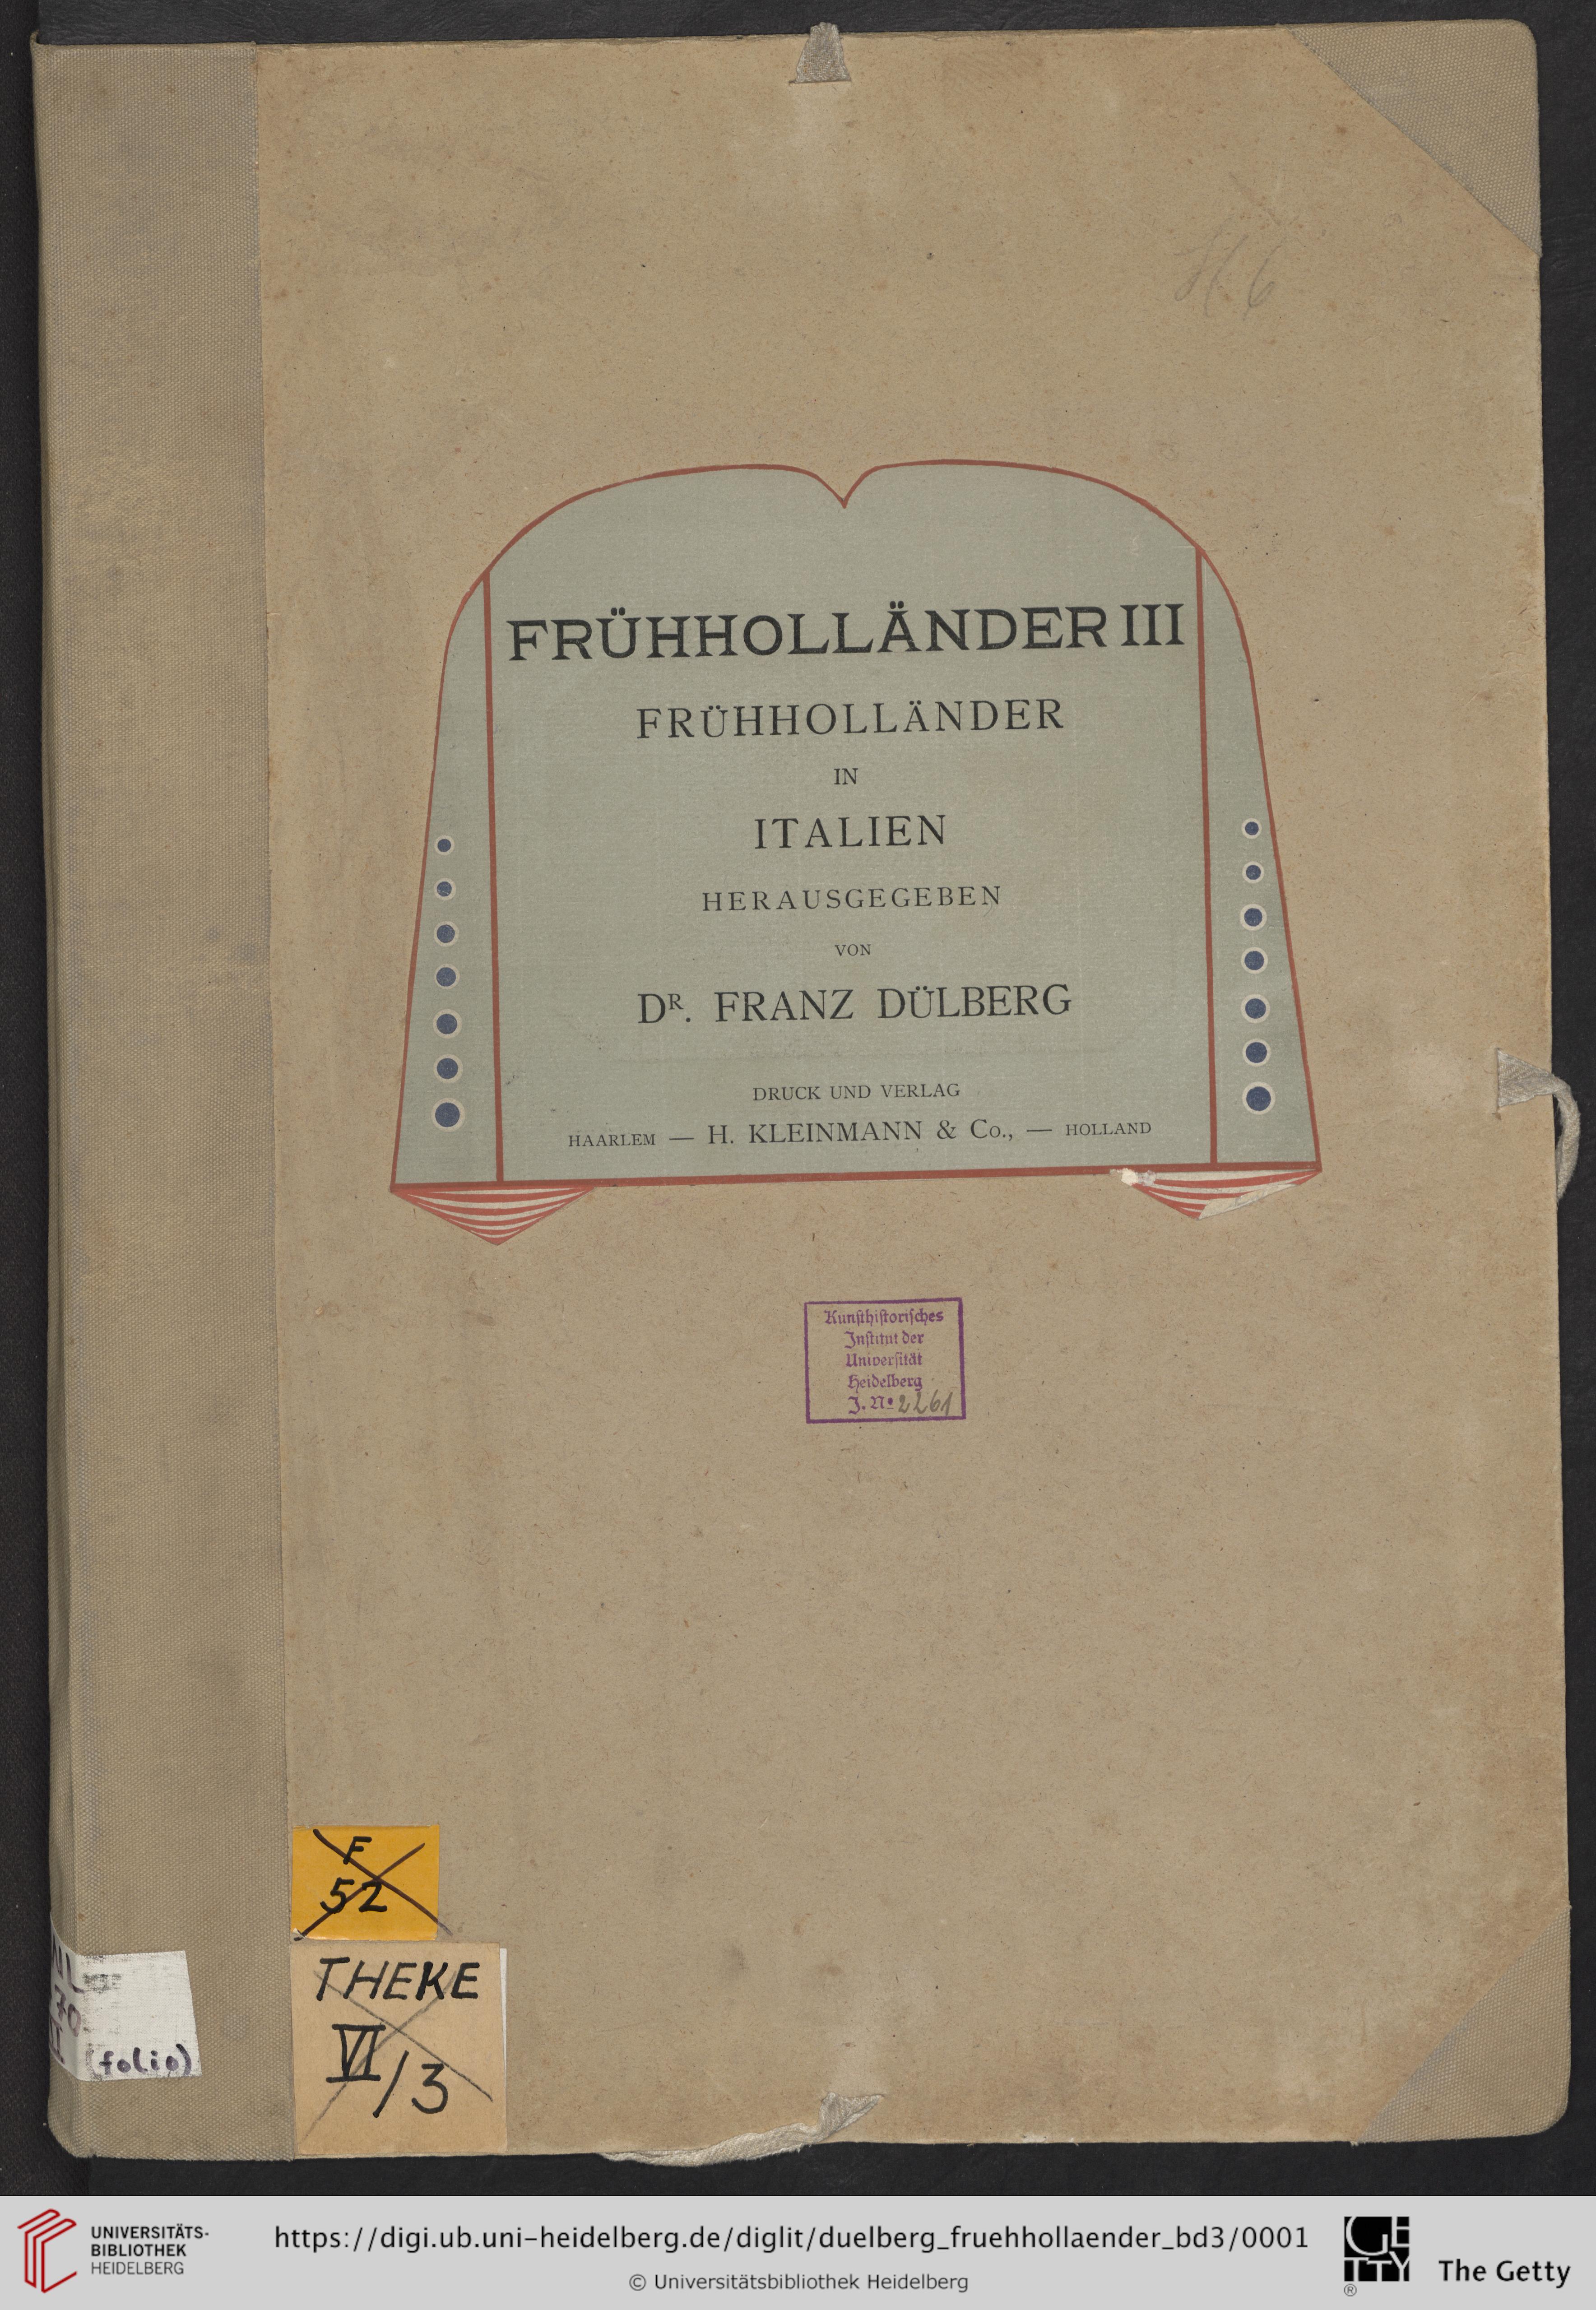 FRÜHHOLLÄNDER III
FRÜHHOLLÄNDER
IN
ITALIEN
HERAUSGEGEBEN
VON
DR. FRANZ DÜLBERG
DRUCK UND VERLAG
HAARLEM — H. KLEINMANN & Co., — HOLLAND
Kunsthistorisches
Institut der
Universität
Heidelberg
J. No 2261
F
52
THEKE
VI/3
(folio)
UNIVERSITÄTS-
BIBLIOTHEK
HEIDELBERG
https://digi.ub.uni-heidelberg.de/diglit/duelberg_fruehhollaender_bd3/0001
© Universitätsbibliothek Heidelberg
GETTY
®
The Getty